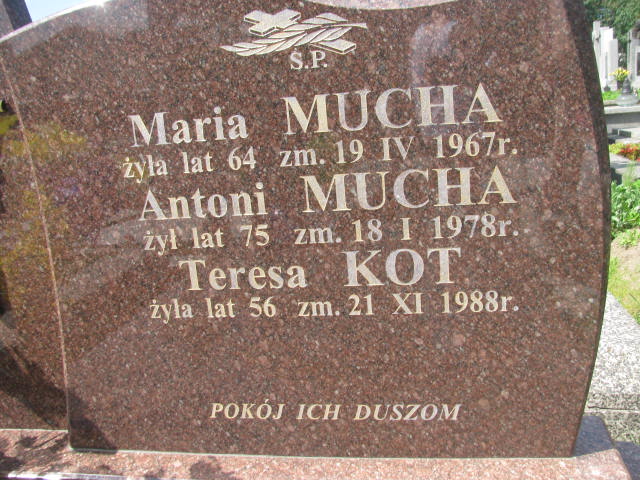 Ś.P.
Maria MUCHA
żyła lat 64 zm. 19 IV 1967r.
Antoni MUCHA
żył lat 75 zm. 18 I 1978r.
Teresa KOT
żyła lat 56 zm. 21 XI 1988r.
POKÓJ ICH DUSZOM